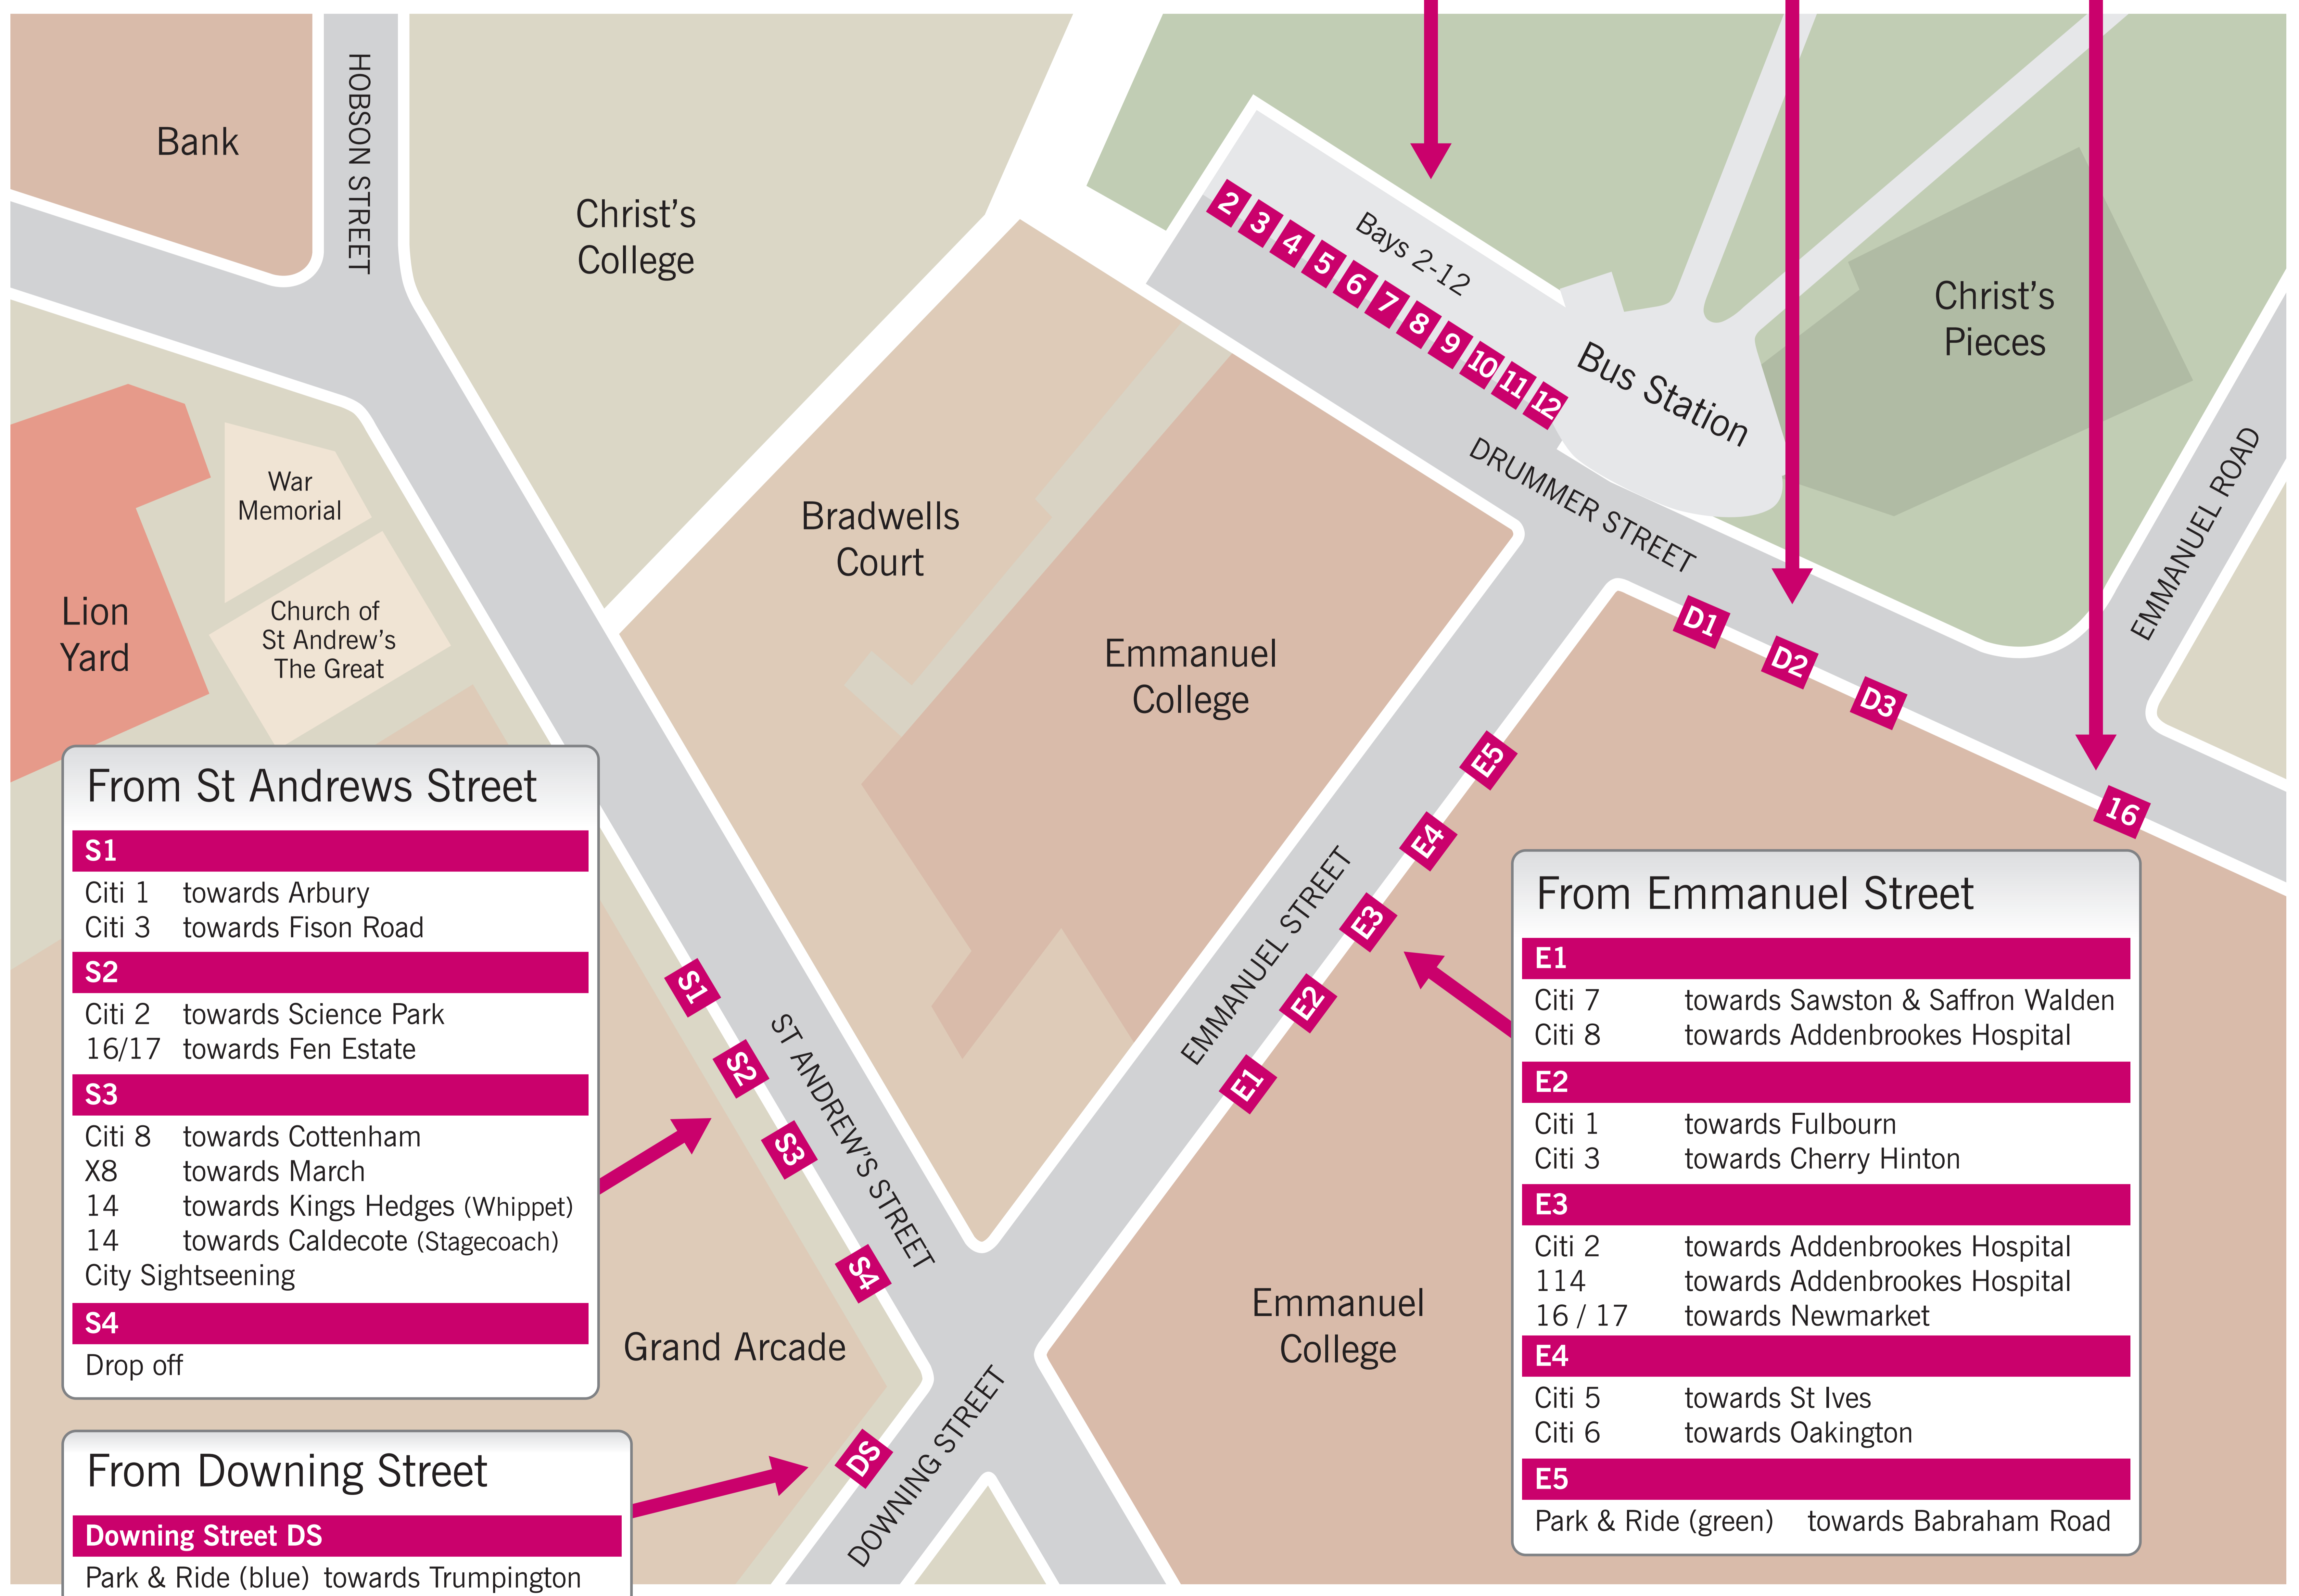 HOBSON STREET
Bank
Christ's
College
2
3
4
5
6
7
8
9
10
11
12
Bays 2-12
Bus Station
Christ's
Pieces
DRUMMER STREET
EMMANUEL ROAD
War
Memorial
Church of
St Andrew's
The Great
Lion
Yard
Bradwells
Court
Emmanuel
College
D1
D2
D3
16
E5
E4
E3
E2
E1
EMMANUEL STREET
S1
S2
S3
S4
ST ANDREW'S STREET
Grand Arcade
DS
DOWNING STREET
Emmanuel
College
From St Andrews Street
S1
Citi 1 towards Arbury
Citi 3 towards Fison Road
S2
Citi 2 towards Science Park
16/17 towards Fen Estate
S3
Citi 8 towards Cottenham
X8 towards March
14 towards Kings Hedges (Whippet)
14 towards Caldecote (Stagecoach)
City Sightseening
S4
Drop off
From Downing Street
Downing Street DS
Park & Ride (blue) towards Trumpington
From Emmanuel Street
E1
Citi 7 towards Sawston & Saffron Walden
Citi 8 towards Addenbrookes Hospital
E2
Citi 1 towards Fulbourn
Citi 3 towards Cherry Hinton
E3
Citi 2 towards Addenbrookes Hospital
114 towards Addenbrookes Hospital
16 / 17 towards Newmarket
E4
Citi 5 towards St Ives
Citi 6 towards Oakington
E5
Park & Ride (green) towards Babraham Road